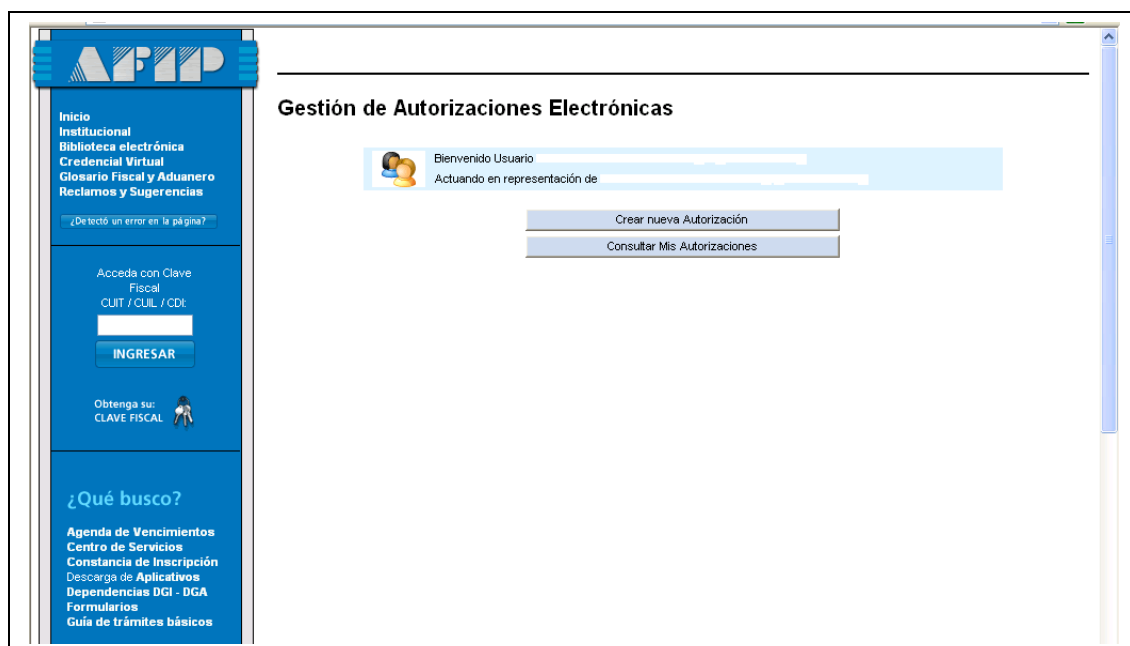 AFIP
Inicio
Institucional
Biblioteca electrónica
Credencial Virtual
Glosario Fiscal y Aduanero
Reclamos y Sugerencias
¿Detectó un error en la página?
Acceda con Clave
Fiscal
CUIT / CUIL / CDI:
INGRESAR
Obtenga su:
CLAVE FISCAL
¿Qué busco?
Agenda de Vencimientos
Centro de Servicios
Constancia de Inscripción
Descarga de Aplicativos
Dependencias DGI - DGA
Formularios
Guía de trámites básicos
Gestión de Autorizaciones Electrónicas
Bienvenido Usuario
Actuando en representación de
Crear nueva Autorización
Consultar Mis Autorizaciones